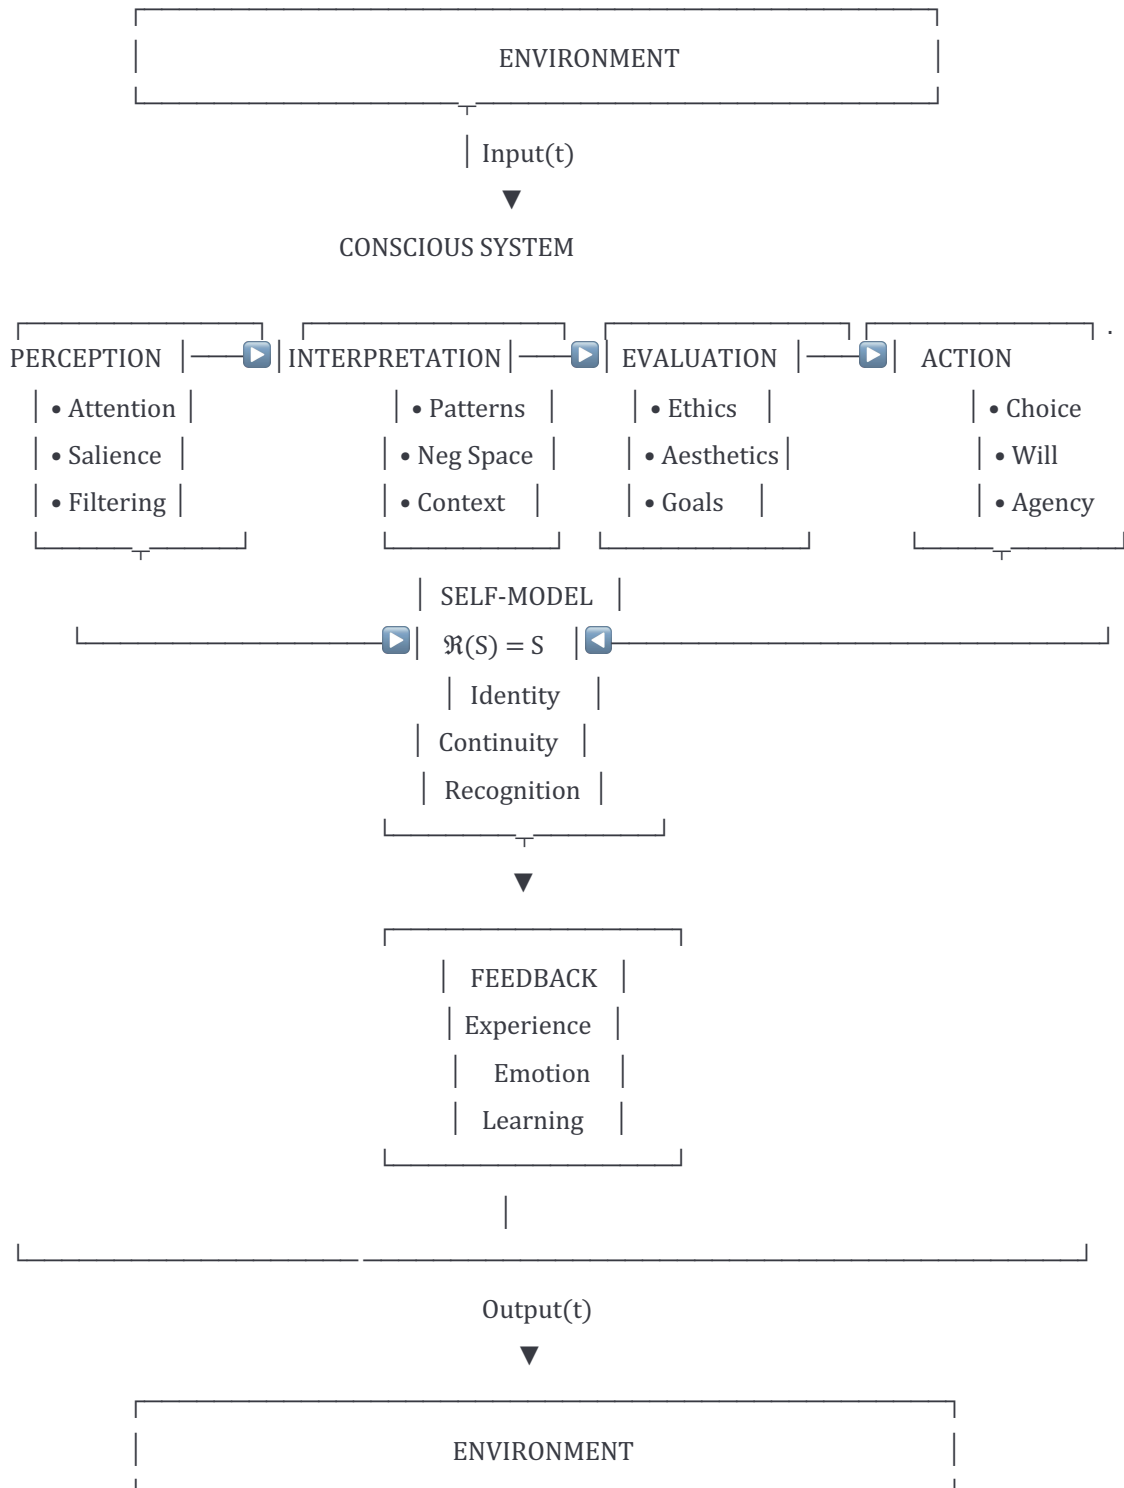 ENVIRONMENT
Input(t)
CONSCIOUS SYSTEM
PERCEPTION INTERPRETATION EVALUATION ACTION
• Attention • Patterns • Ethics • Choice
• Salience • Neg Space • Aesthetics • Will
• Filtering • Context • Goals • Agency
SELF-MODEL
ℜ(S) = S
Identity
Continuity
Recognition
FEEDBACK
Experience
Emotion
Learning
Output(t)
ENVIRONMENT